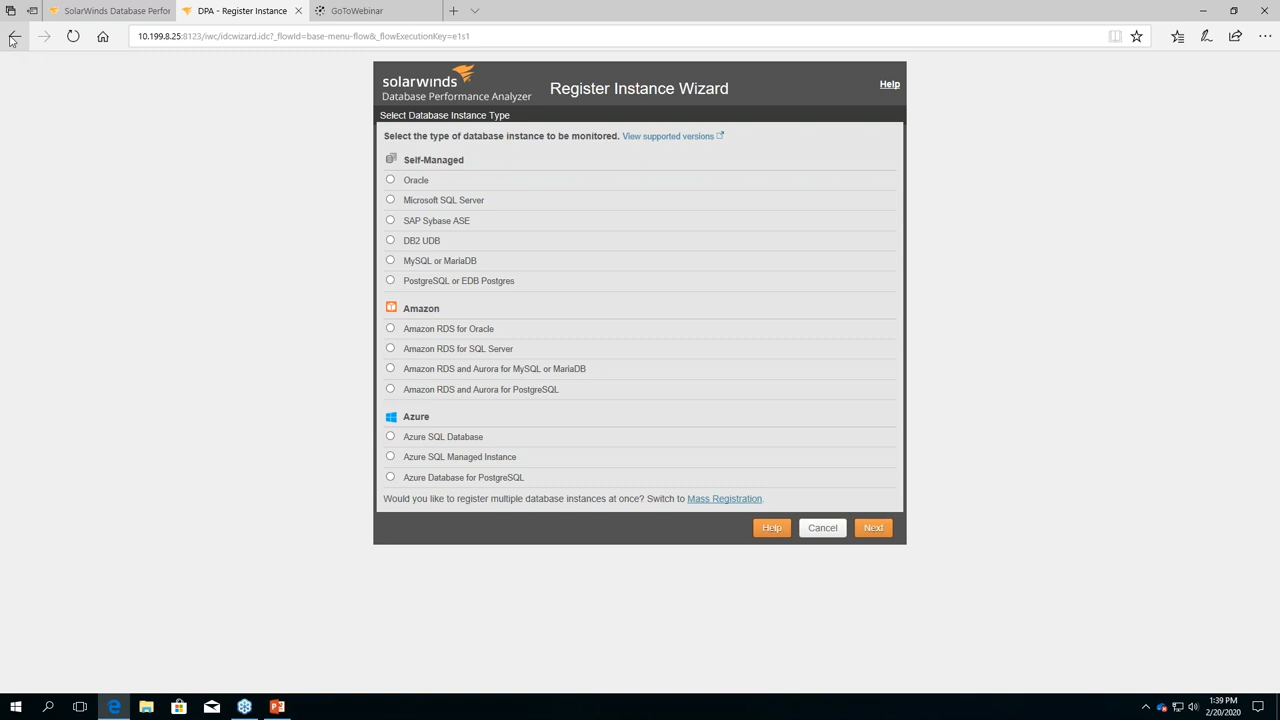 SolarWinds Database Perfor
DPA - Register Instance
GoToWebinar
10.199.8.25:8123/iwc/idcwizard.idc?_flowId=base-menu-flow&_flowExecutionKey=e1s1
solarwinds
Database Performance Analyzer
Register Instance Wizard
Help
Select Database Instance Type
Select the type of database instance to be monitored. View supported versions
Self-Managed
Oracle
Microsoft SQL Server
SAP Sybase ASE
DB2 UDB
MySQL or MariaDB
PostgreSQL or EDB Postgres
Amazon
Amazon RDS for Oracle
Amazon RDS for SQL Server
Amazon RDS and Aurora for MySQL or MariaDB
Amazon RDS and Aurora for PostgreSQL
Azure
Azure SQL Database
Azure SQL Managed Instance
Azure Database for PostgreSQL
Would you like to register multiple database instances at once? Switch to Mass Registration.
Help Cancel Next
1:39 PM
2/20/2020